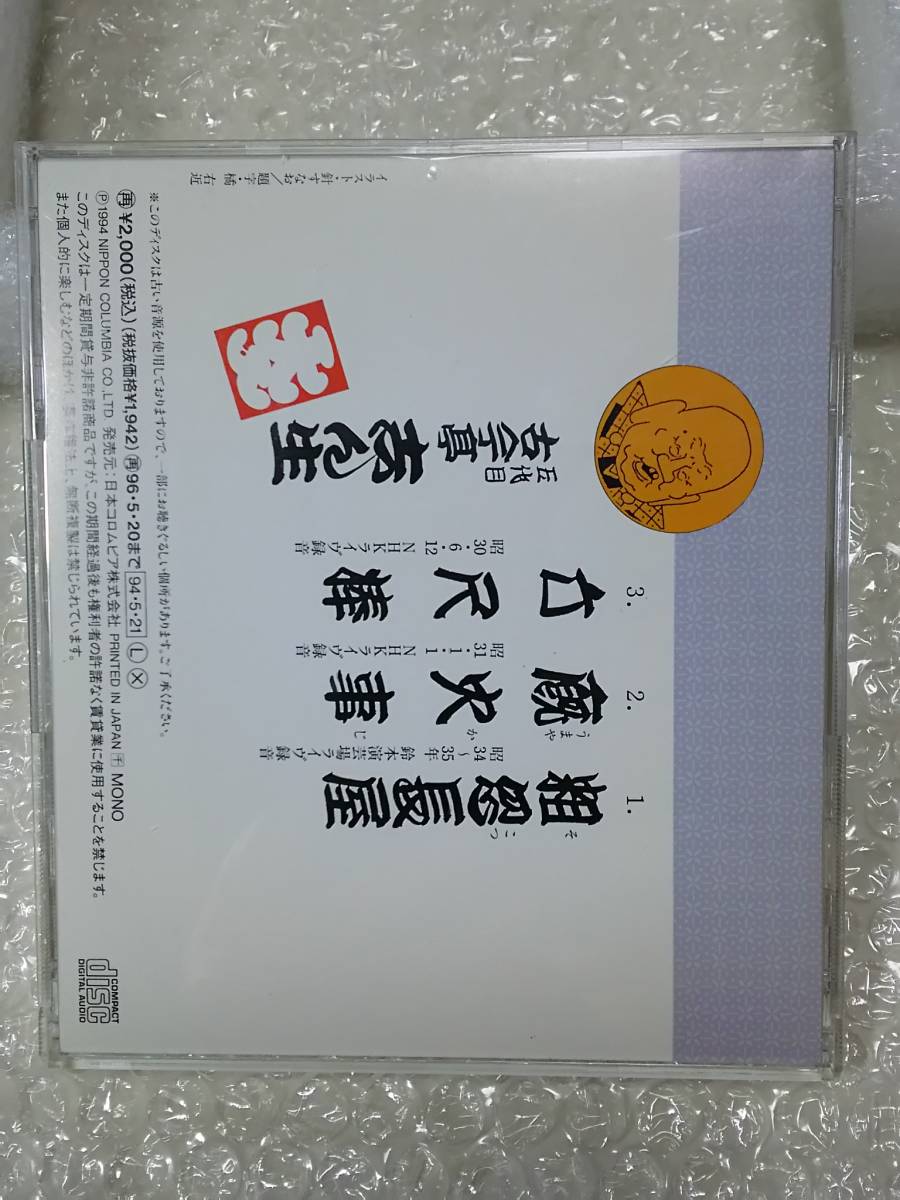 1.
粗忽長屋
そこつ
昭34〜35年 鈴木演芸場ライヴ録音
2.
廐火事
うまやかじ
昭31・1・1 NHKライヴ録音
3.
六尺棒
昭30・6・12 NHKライヴ録音
五代目
古今亭志ん生
イラスト・針すなお／題字・橘右近
※このディスクは古い音源を使用しておりますので、一部にお聴きぐるしい個所があります。ご了承ください。
㊢¥2,000(税込)(税抜価格¥1,942)再96・5・20まで 94・5・21 Ⓛ Ⓧ
Ⓟ1994 NIPPON COLUMBIA CO.,LTD. 発売元:日本コロムビア株式会社 PRINTED IN JAPAN 千 MONO
このディスクは一定期間貸与非許諾商品ですが、この期間経過後も権利者の許諾なく賃貸業に使用することを禁じます。
また個人的に楽しむなどのほかは、著作権法上、無断複製は禁じられています。
COMPACT
disc
DIGITAL AUDIO